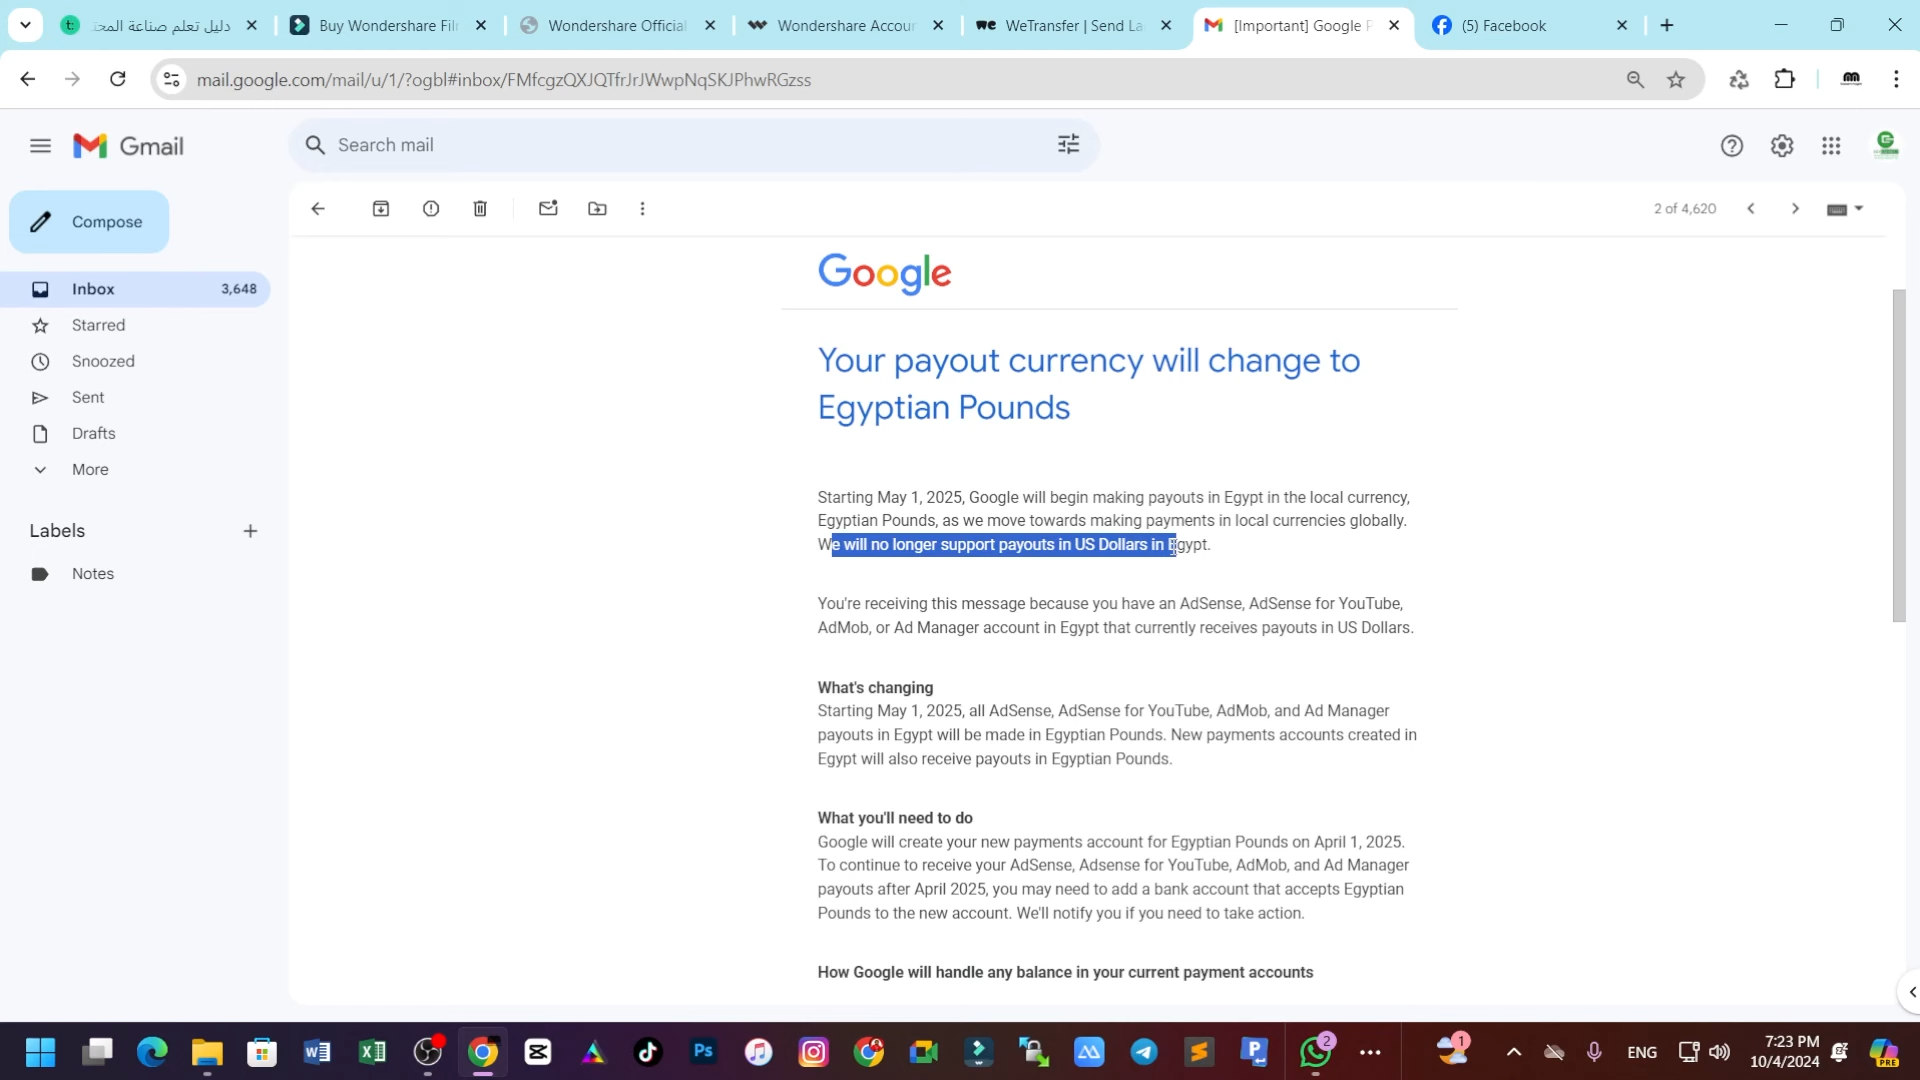 دليل تعلم صناعة المحت
Buy Wondershare Fil
Wondershare Official
Wondershare Accou
WeTransfer | Send La
[Important] Google P
(5) Facebook
mail.google.com/mail/u/1/?ogbl#inbox/FMfcgzQXJQTfrJrJWwpNqSKJPhwRGzss
Gmail
Search mail
Compose
2 of 4,620
Inbox 3,648
Starred
Snoozed
Sent
Drafts
More
Labels
Notes
Google
Your payout currency will change to
Egyptian Pounds
Starting May 1, 2025, Google will begin making payouts in Egypt in the local currency,
Egyptian Pounds, as we move towards making payments in local currencies globally.
We will no longer support payouts in US Dollars in Egypt.
You're receiving this message because you have an AdSense, AdSense for YouTube,
AdMob, or Ad Manager account in Egypt that currently receives payouts in US Dollars.
What's changing
Starting May 1, 2025, all AdSense, AdSense for YouTube, AdMob, and Ad Manager
payouts in Egypt will be made in Egyptian Pounds. New payments accounts created in
Egypt will also receive payouts in Egyptian Pounds.
What you'll need to do
Google will create your new payments account for Egyptian Pounds on April 1, 2025.
To continue to receive your AdSense, Adsense for YouTube, AdMob, and Ad Manager
payouts after April 2025, you may need to add a bank account that accepts Egyptian
Pounds to the new account. We'll notify you if you need to take action.
How Google will handle any balance in your current payment accounts
Ps
2
1
ENG
7:23 PM
10/4/2024
PRE